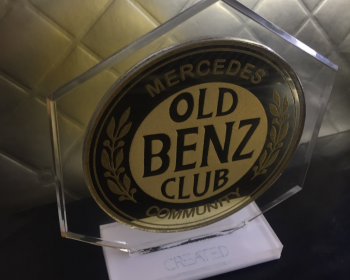 MERCEDES
OLD
BENZ
CLUB
COMMUNITY
CREATED